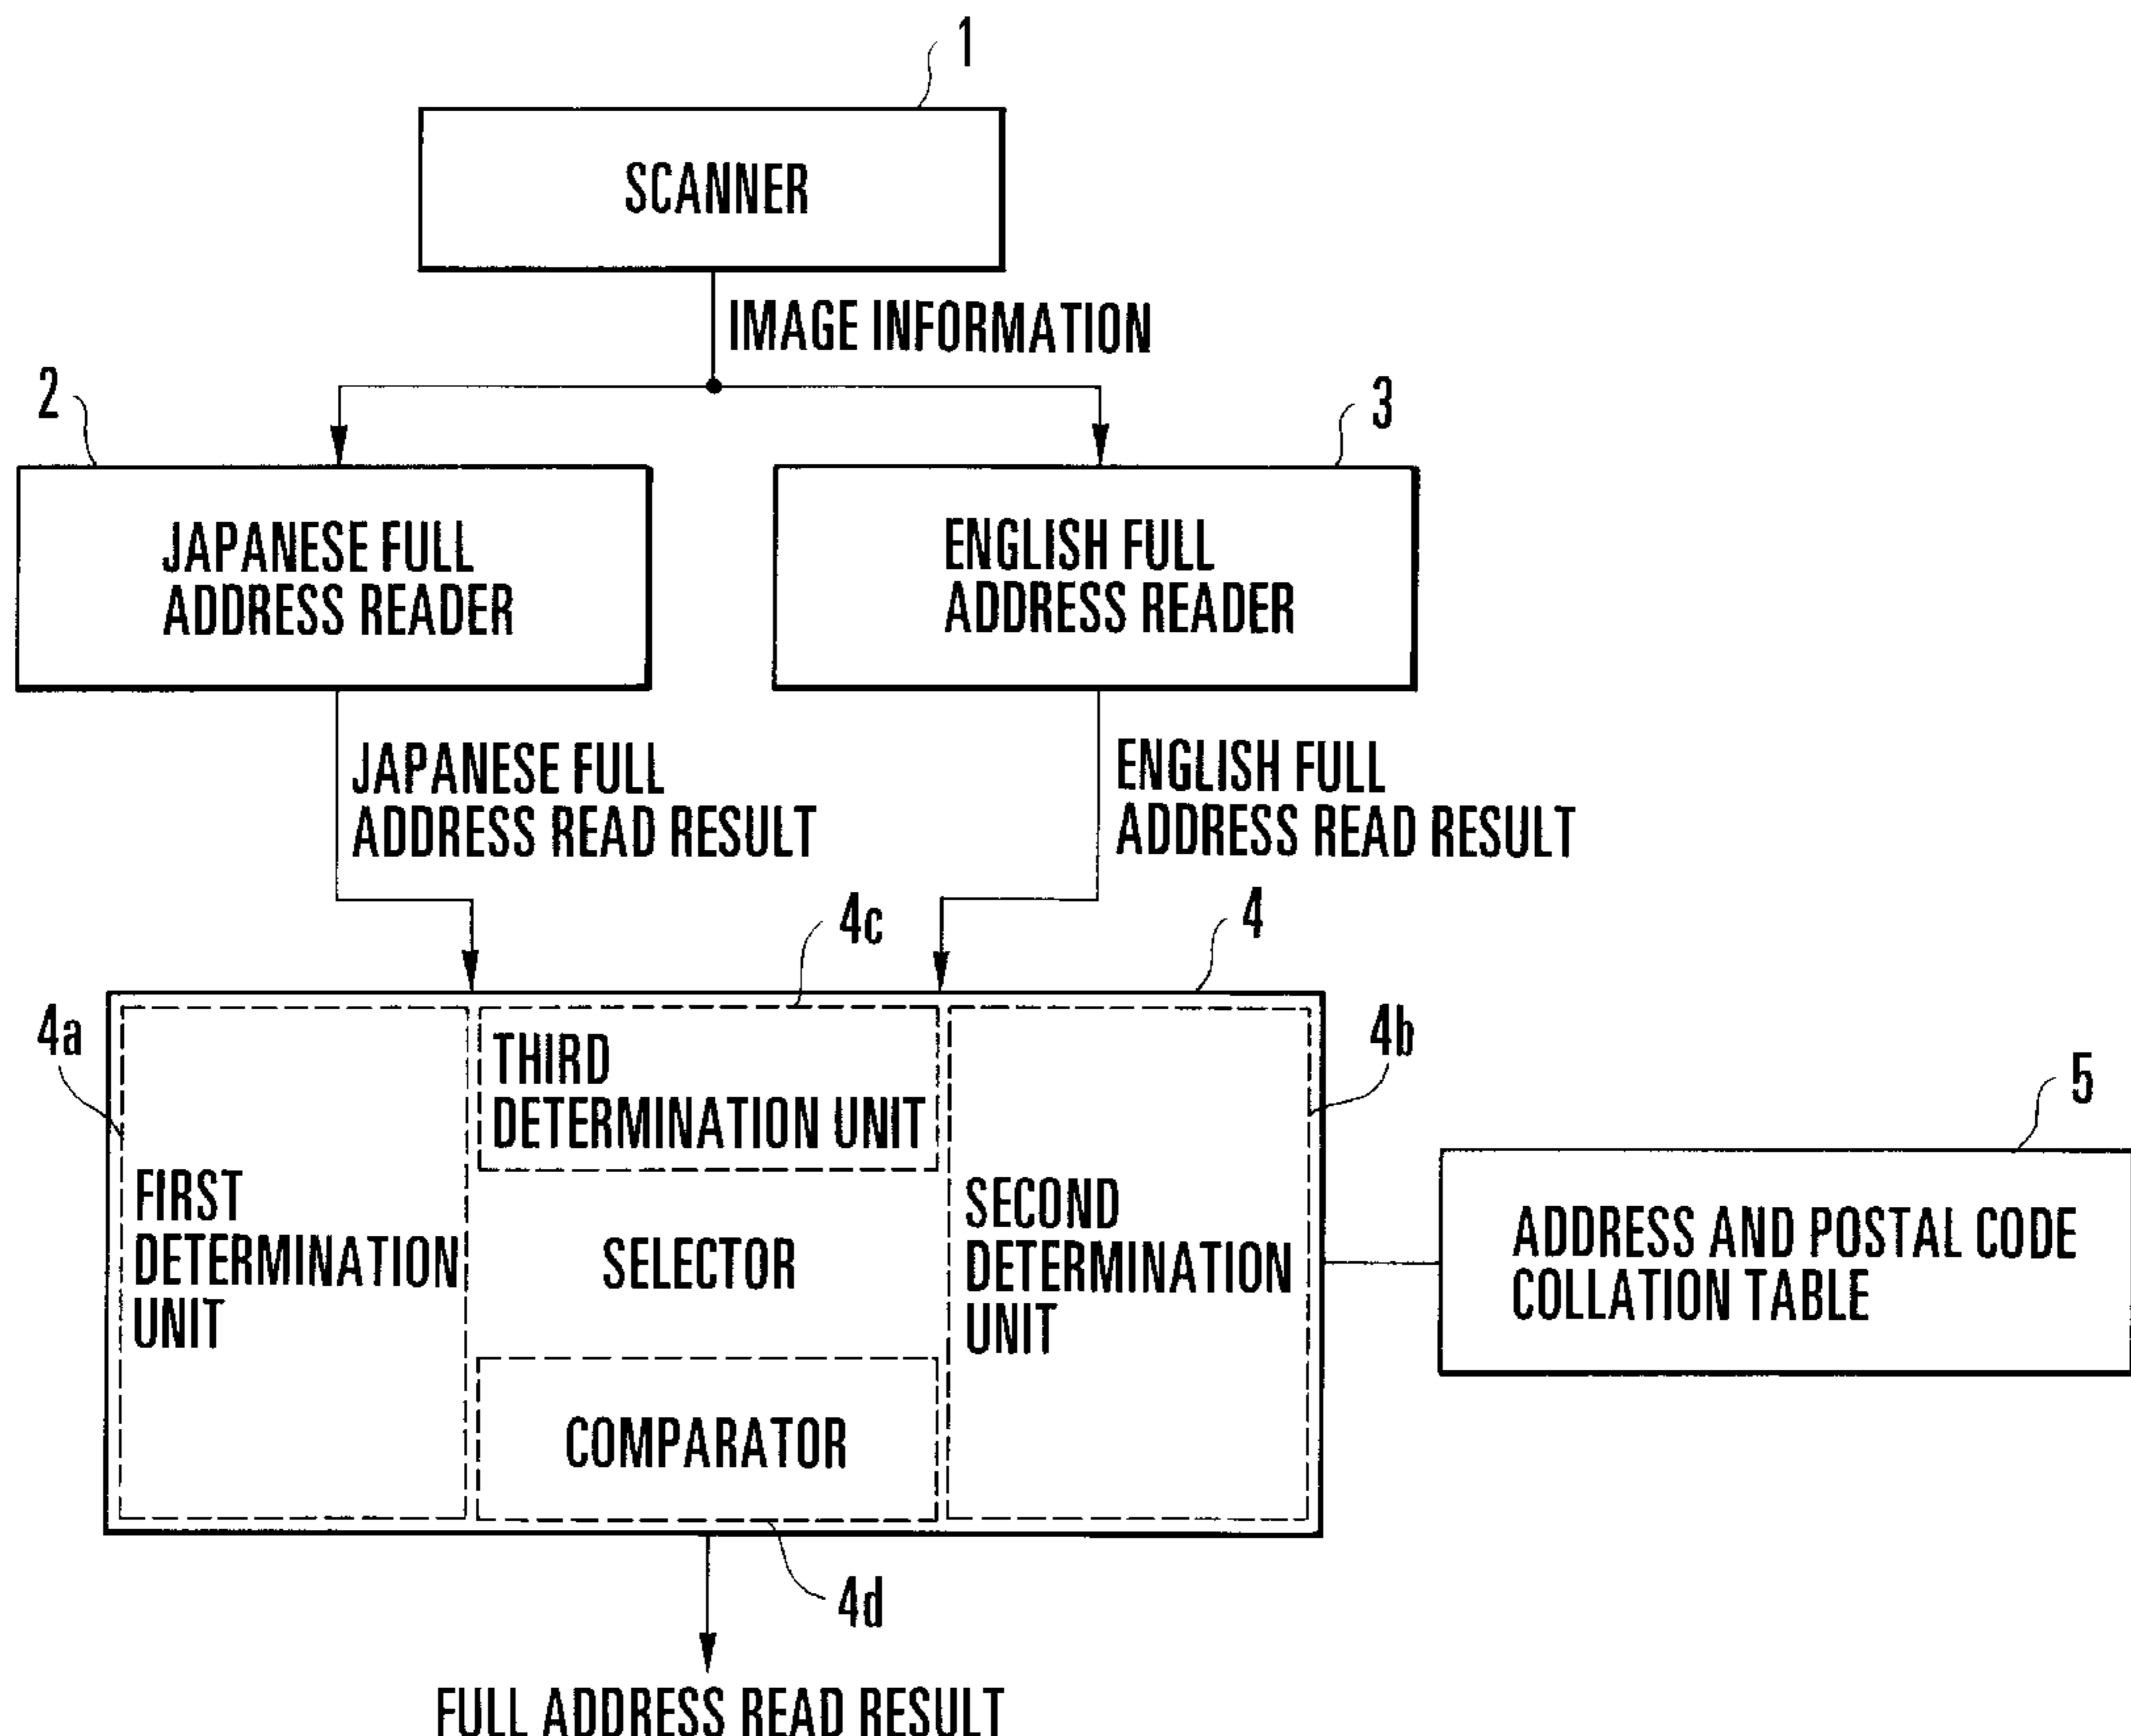 1
SCANNER
IMAGE INFORMATION
2
3
JAPANESE FULL
ADDRESS READER
ENGLISH FULL
ADDRESS READER
JAPANESE FULL
ADDRESS READ RESULT
ENGLISH FULL
ADDRESS READ RESULT
4c
4
4a
4b
5
THIRD
DETERMINATION UNIT
FIRST
DETERMINATION
UNIT
SELECTOR
SECOND
DETERMINATION
UNIT
ADDRESS AND POSTAL CODE
COLLATION TABLE
COMPARATOR
4d
FULL ADDRESS READ RESULT